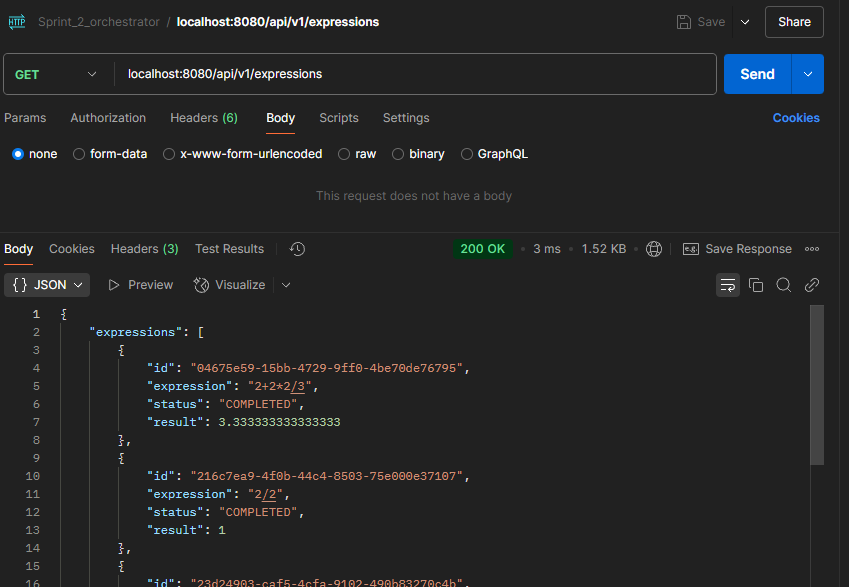 HTTP Sprint_2_orchestrator / localhost:8080/api/v1/expressions Save Share
GET localhost:8080/api/v1/expressions Send
Params Authorization Headers (6) Body Scripts Settings Cookies
none form-data x-www-form-urlencoded raw binary GraphQL
This request does not have a body
Body Cookies Headers (3) Test Results 200 OK • 3 ms • 1.52 KB • e.g. Save Response
{} JSON Preview Visualize
1 {
2 "expressions": [
3 {
4 "id": "04675e59-15bb-4729-9ff0-4be70de76795",
5 "expression": "2+2*2/3",
6 "status": "COMPLETED",
7 "result": 3.333333333333333
8 },
9 {
10 "id": "216c7ea9-4f0b-44c4-8503-75e000e37107",
11 "expression": "2/2",
12 "status": "COMPLETED",
13 "result": 1
14 },
15 {
16 "id": "23d24903-caf5-4cfa-9102-490b83270c4b",